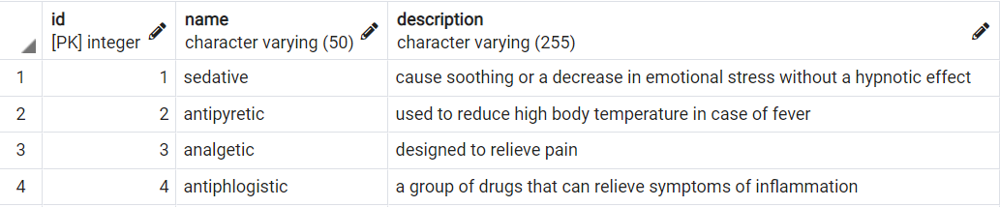 id name description
[PK] integer character varying (50) character varying (255)
1 1 sedative cause soothing or a decrease in emotional stress without a hypnotic effect
2 2 antipyretic used to reduce high body temperature in case of fever
3 3 analgetic designed to relieve pain
4 4 antiphlogistic a group of drugs that can relieve symptoms of inflammation